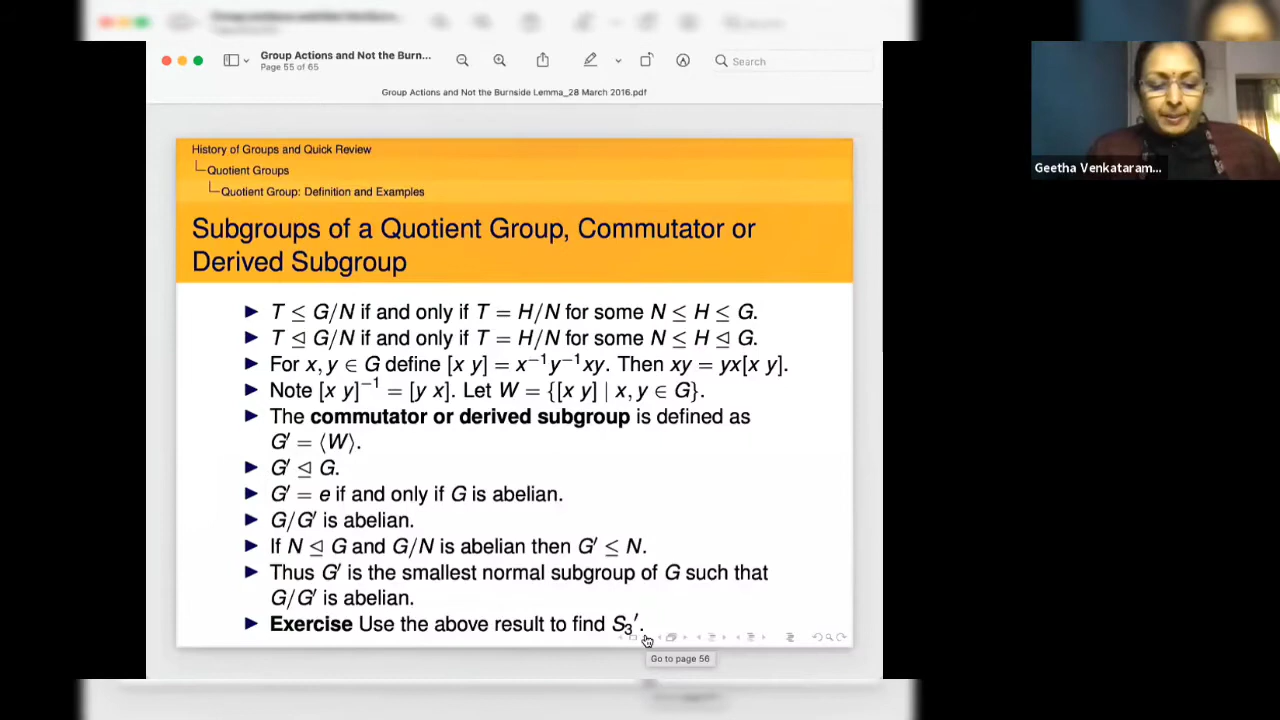 Group Actions and Not the Burn...
Page 55 of 65
Search
Group Actions and Not the Burnside Lemma_28 March 2016.pdf
Geetha Venkataram...
History of Groups and Quick Review
Quotient Groups
Quotient Group: Definition and Examples
Subgroups of a Quotient Group, Commutator or
Derived Subgroup
► T ≤ G/N if and only if T = H/N for some N ≤ H ≤ G.
► T ⊴ G/N if and only if T = H/N for some N ≤ H ⊴ G.
► For x, y ∈ G define [x y] = x⁻¹y⁻¹xy. Then xy = yx[x y].
► Note [x y]⁻¹ = [y x]. Let W = {[x y] | x, y ∈ G}.
► The commutator or derived subgroup is defined as
G′ = ⟨W⟩.
► G′ ⊴ G.
► G′ = e if and only if G is abelian.
► G/G′ is abelian.
► If N ⊴ G and G/N is abelian then G′ ≤ N.
► Thus G′ is the smallest normal subgroup of G such that
G/G′ is abelian.
► Exercise Use the above result to find S₃′.
Go to page 56